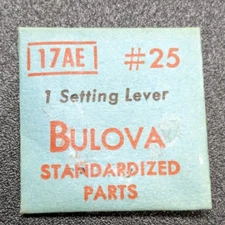 17AE #25
1 Setting Lever
BULOVA
STANDARDIZED
PARTS